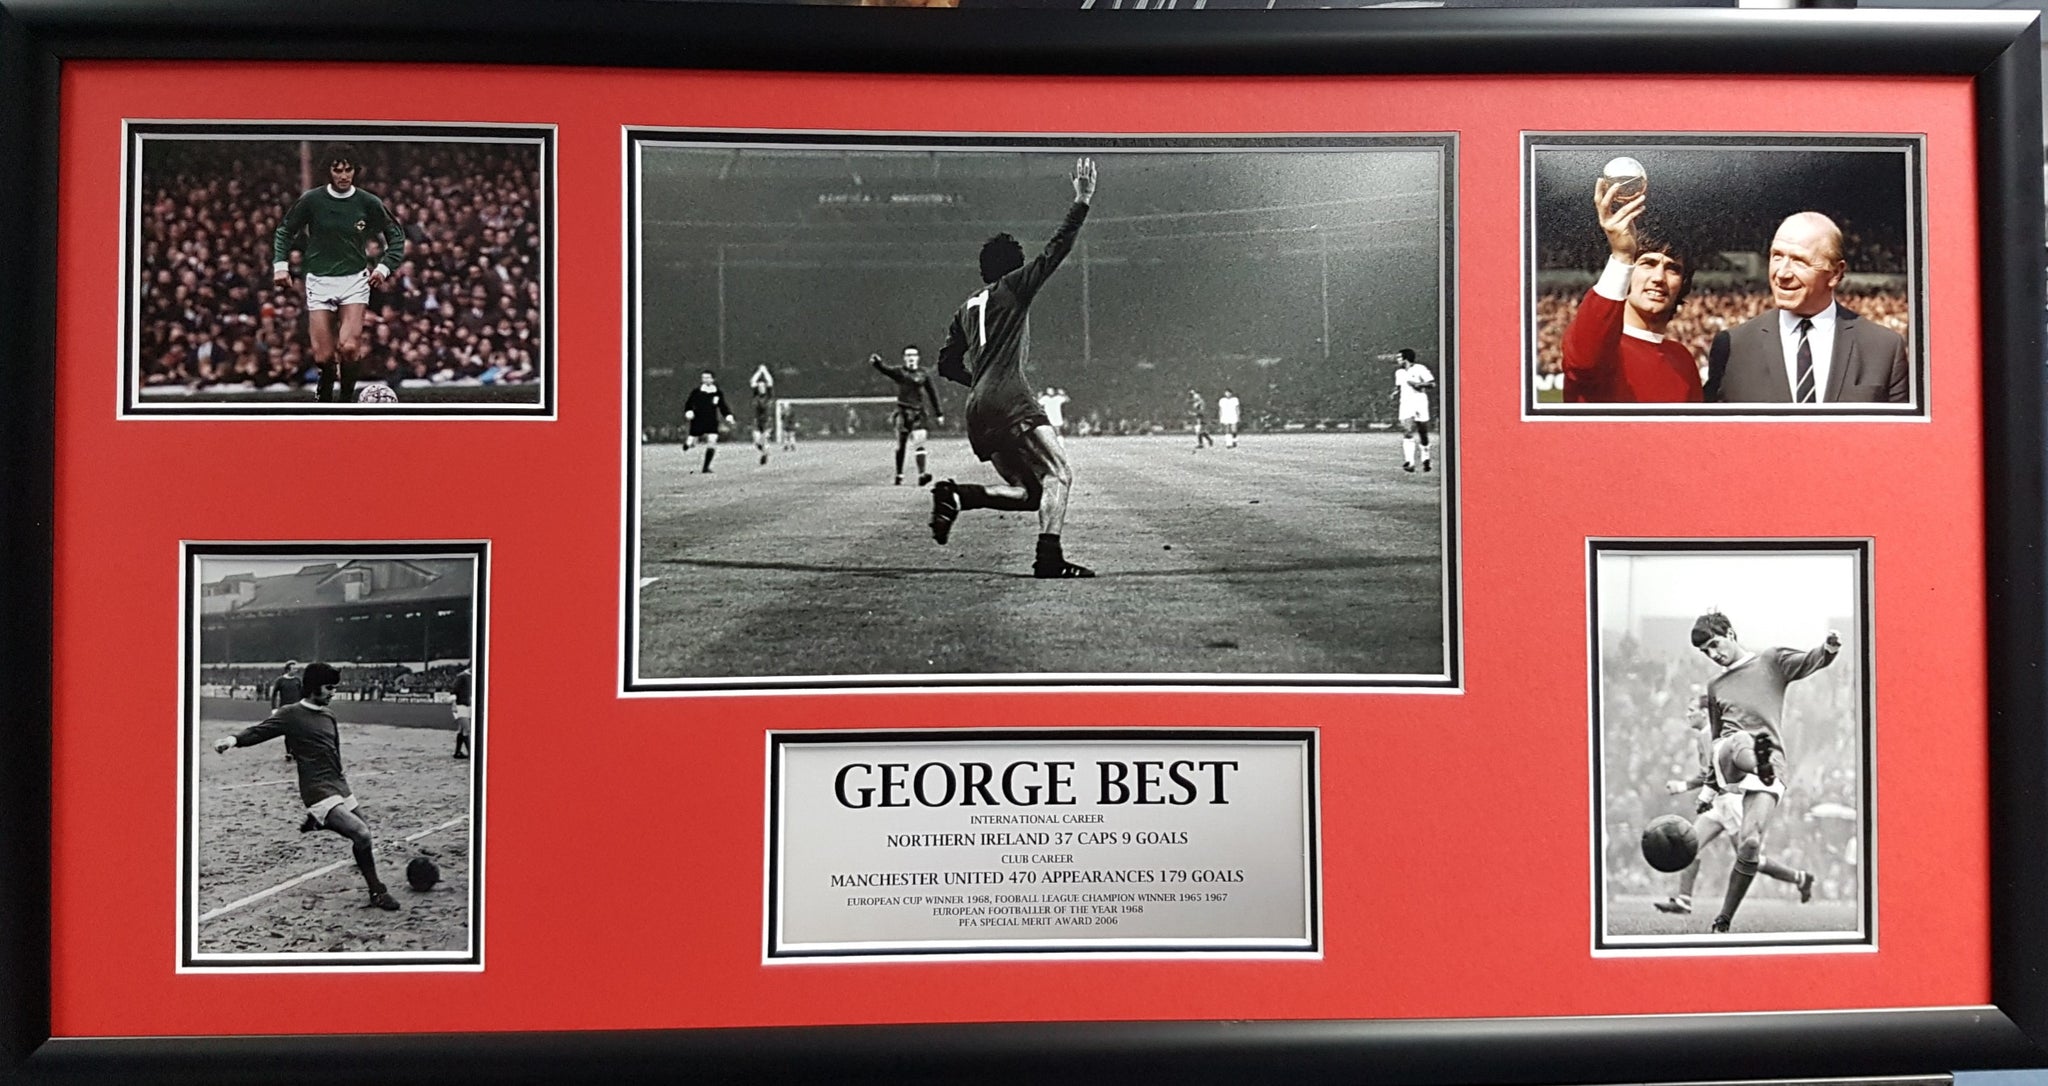 7
GEORGE BEST
INTERNATIONAL CAREER
NORTHERN IRELAND 37 CAPS 9 GOALS
CLUB CAREER
MANCHESTER UNITED 470 APPEARANCES 179 GOALS
EUROPEAN CUP WINNER 1968, FOOBALL LEAGUE CHAMPION WINNER 1965 1967
EUROPEAN FOOTBALLER OF THE YEAR 1968
PFA SPECIAL MERIT AWARD 2006